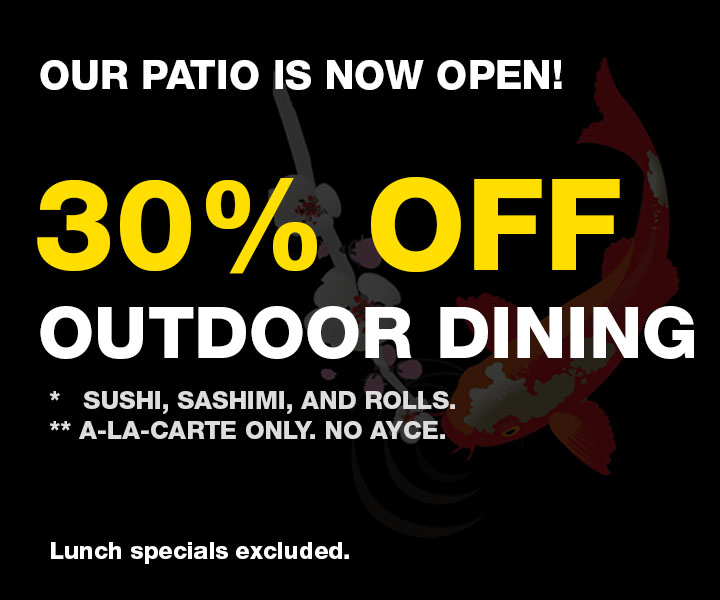 OUR PATIO IS NOW OPEN!
30% OFF
OUTDOOR DINING
* SUSHI, SASHIMI, AND ROLLS.
** A-LA-CARTE ONLY. NO AYCE.
Lunch specials excluded.